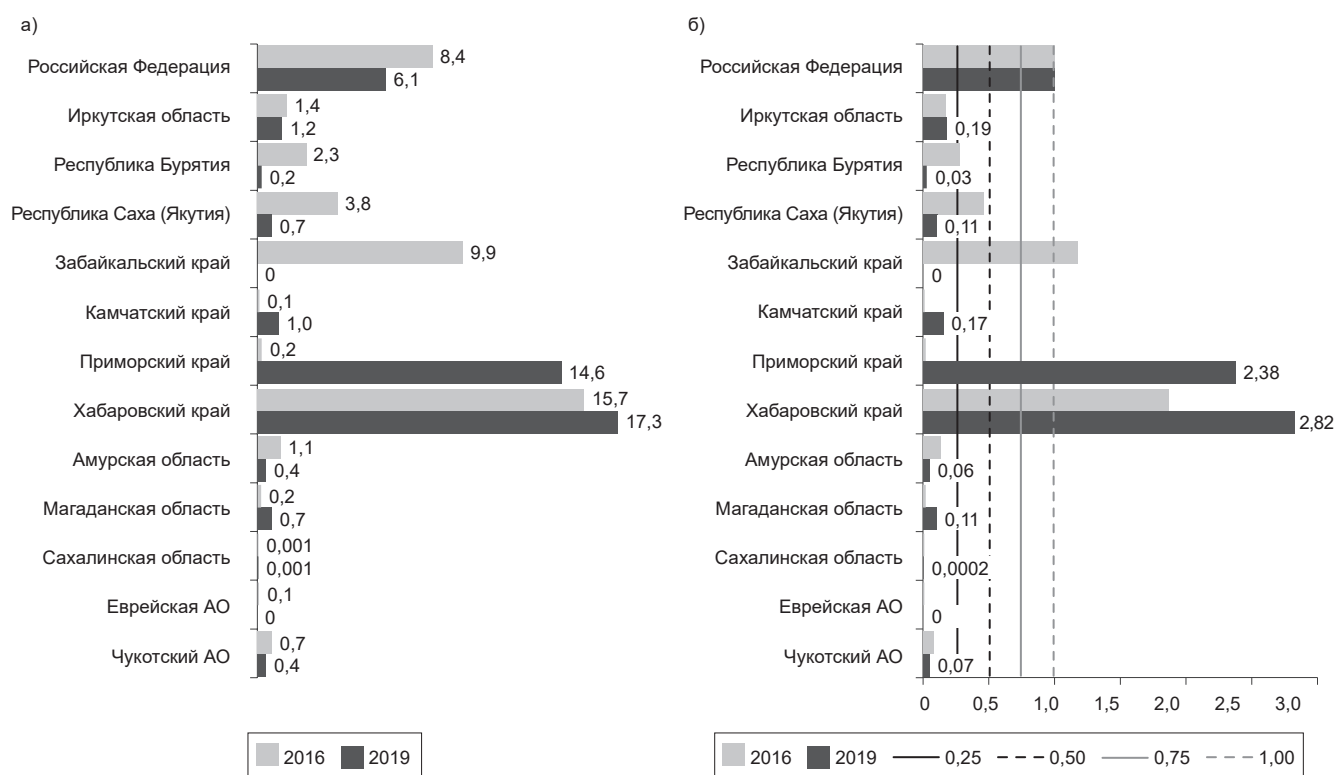 а)
Российская Федерация
8,4
6,1
Иркутская область
1,4
1,2
Республика Бурятия
2,3
0,2
Республика Саха (Якутия)
3,8
0,7
Забайкальский край
9,9
0
Камчатский край
0,1
1,0
Приморский край
0,2
14,6
Хабаровский край
15,7
17,3
Амурская область
1,1
0,4
Магаданская область
0,2
0,7
Сахалинская область
0,001
0,001
Еврейская АО
0,1
0
Чукотский АО
0,7
0,4
2016 2019
б)
Российская Федерация
Иркутская область
0,19
Республика Бурятия
0,03
Республика Саха (Якутия)
0,11
Забайкальский край
0
Камчатский край
0,17
Приморский край
2,38
Хабаровский край
2,82
Амурская область
0,06
Магаданская область
0,11
Сахалинская область
0,0002
Еврейская АО
0
Чукотский АО
0,07
0 0,5 1,0 1,5 2,0 2,5 3,0
2016 2019 0,25 0,50 0,75 1,00